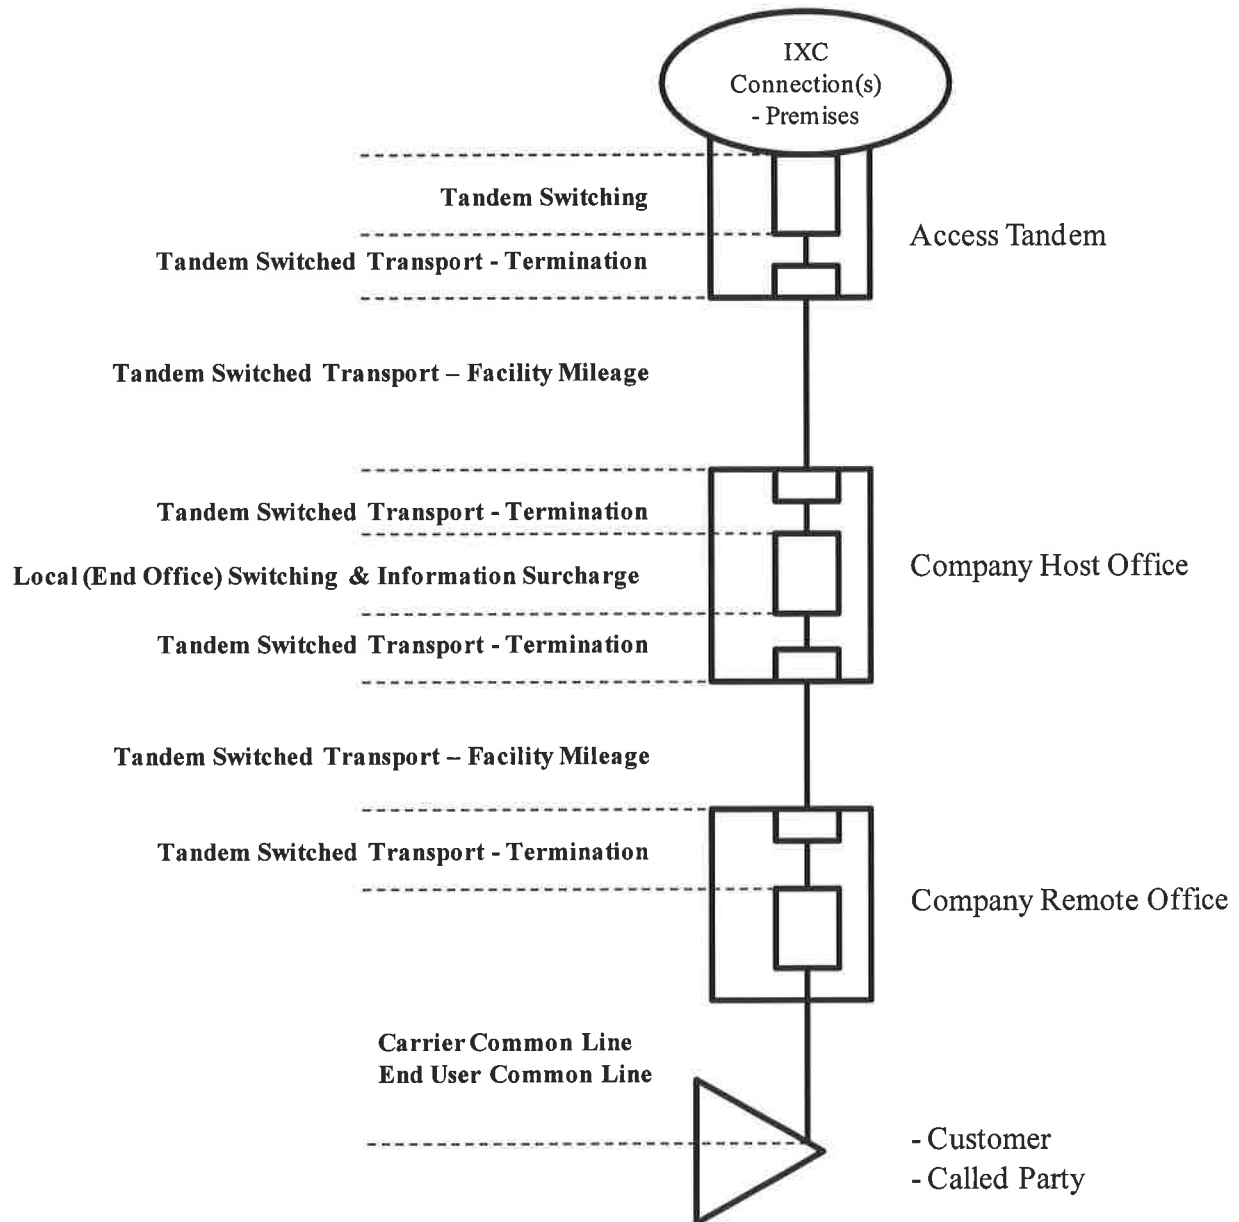 IXC
Connection(s)
- Premises
Tandem Switching
Access Tandem
Tandem Switched Transport - Termination
Tandem Switched Transport – Facility Mileage
Tandem Switched Transport - Termination
Company Host Office
Local (End Office) Switching & Information Surcharge
Tandem Switched Transport - Termination
Tandem Switched Transport – Facility Mileage
Tandem Switched Transport - Termination
Company Remote Office
Carrier Common Line
End User Common Line
- Customer
- Called Party